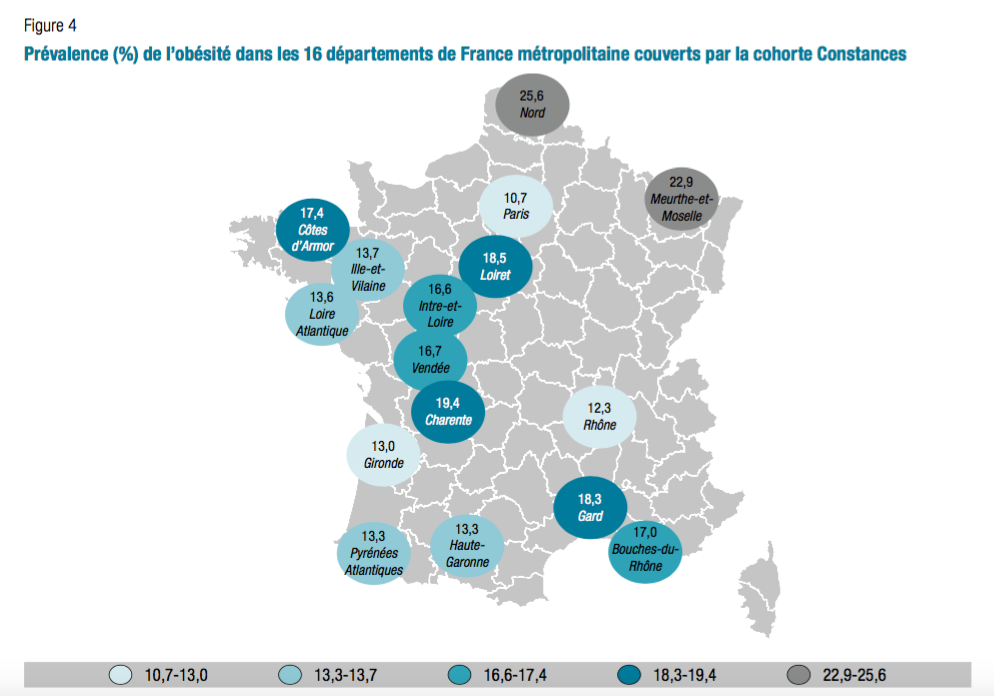 Figure 4
Prévalence (%) de l'obésité dans les 16 départements de France métropolitaine couverts par la cohorte Constances
25,6
Nord
22,9
Meurthe-et-
Moselle
10,7
Paris
17,4
Côtes
d'Armor
13,7
Ille-et-
Vilaine
18,5
Loiret
13,6
Loire
Atlantique
16,6
Intre-et-
Loire
16,7
Vendée
19,4
Charente
12,3
Rhône
13,0
Gironde
18,3
Gard
13,3
Pyrénées
Atlantiques
13,3
Haute-
Garonne
17,0
Bouches-du-
Rhône
10,7-13,0
13,3-13,7
16,6-17,4
18,3-19,4
22,9-25,6